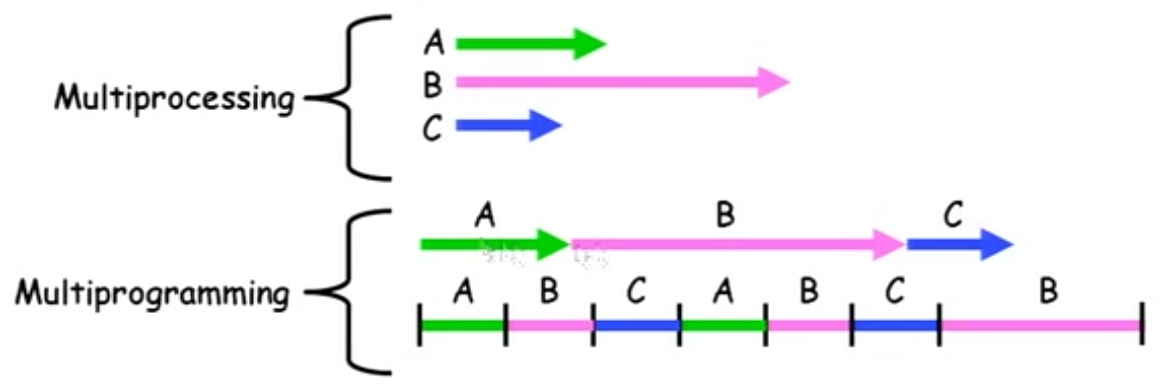 Multiprocessing
A
B
C
Multiprogramming
A B C
A B C A B C B